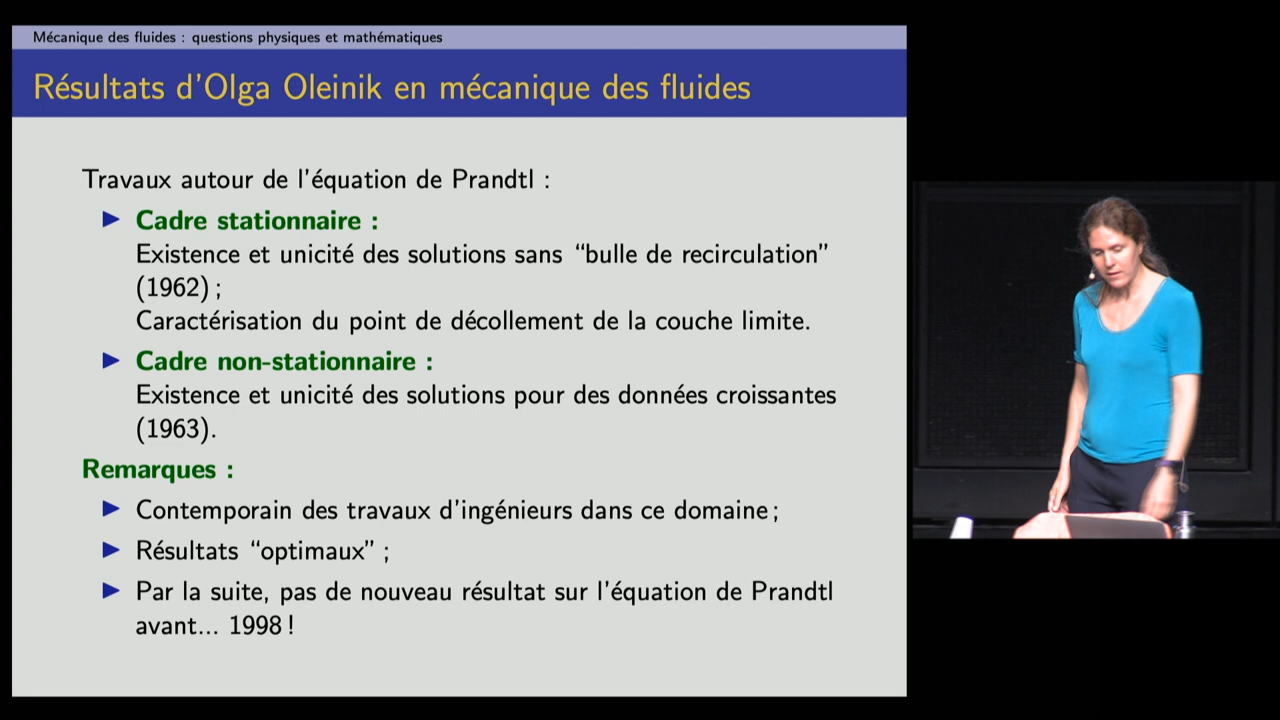 Mécanique des fluides : questions physiques et mathématiques
Résultats d'Olga Oleinik en mécanique des fluides
Travaux autour de l'équation de Prandtl :
Cadre stationnaire :
Existence et unicité des solutions sans “bulle de recirculation”
(1962) ;
Caractérisation du point de décollement de la couche limite.
Cadre non-stationnaire :
Existence et unicité des solutions pour des données croissantes
(1963).
Remarques :
Contemporain des travaux d'ingénieurs dans ce domaine ;
Résultats “optimaux” ;
Par la suite, pas de nouveau résultat sur l'équation de Prandtl
avant... 1998 !